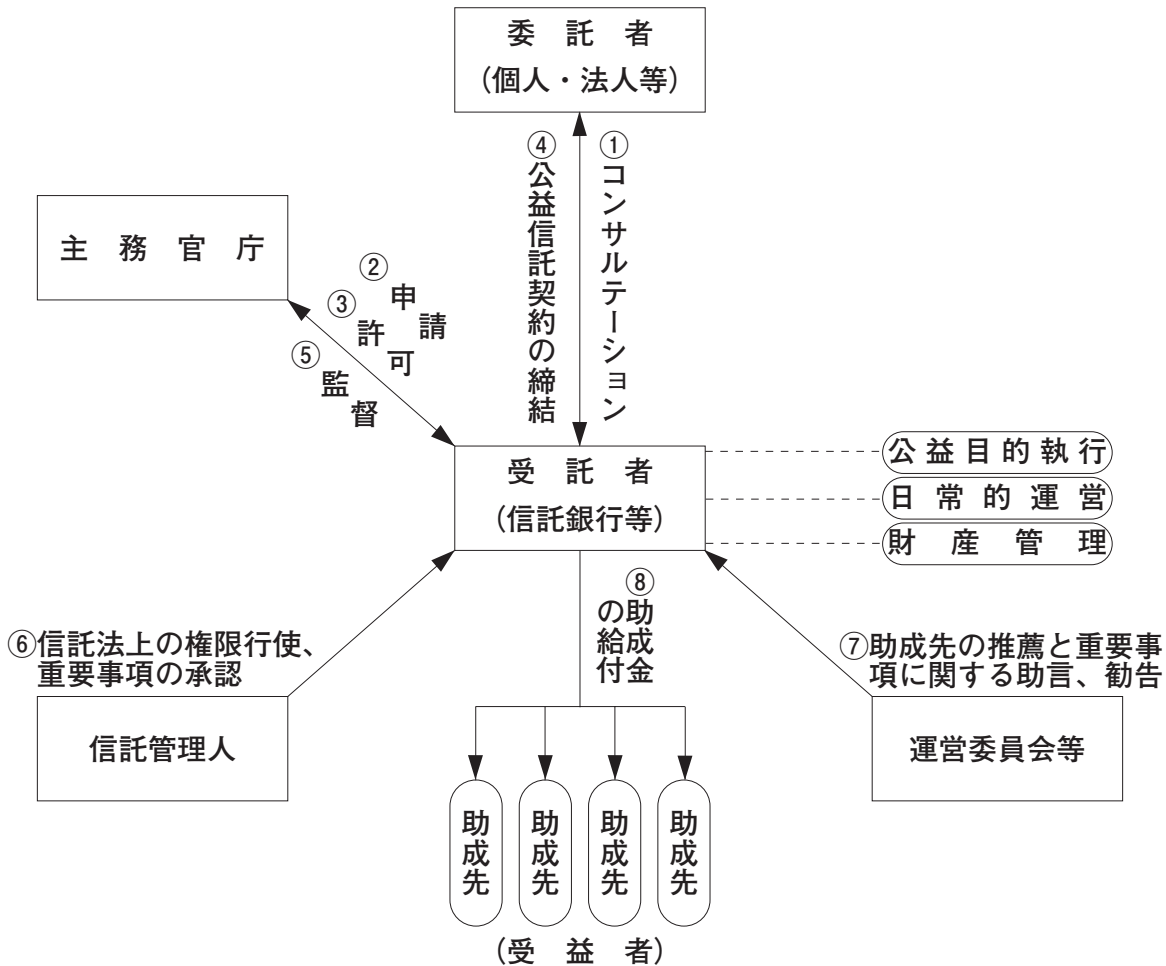 委託者
(個人・法人等)
①コンサルテーション
④公益信託契約の締結
主務官庁
②申請
③許可
⑤監督
受託者
(信託銀行等)
公益目的執行
日常的運営
財産管理
⑥信託法上の権限行使、
重要事項の承認
信託管理人
⑧助成金
の給付
⑦助成先の推薦と重要事
項に関する助言、勧告
運営委員会等
助成先
助成先
助成先
助成先
(受益者)